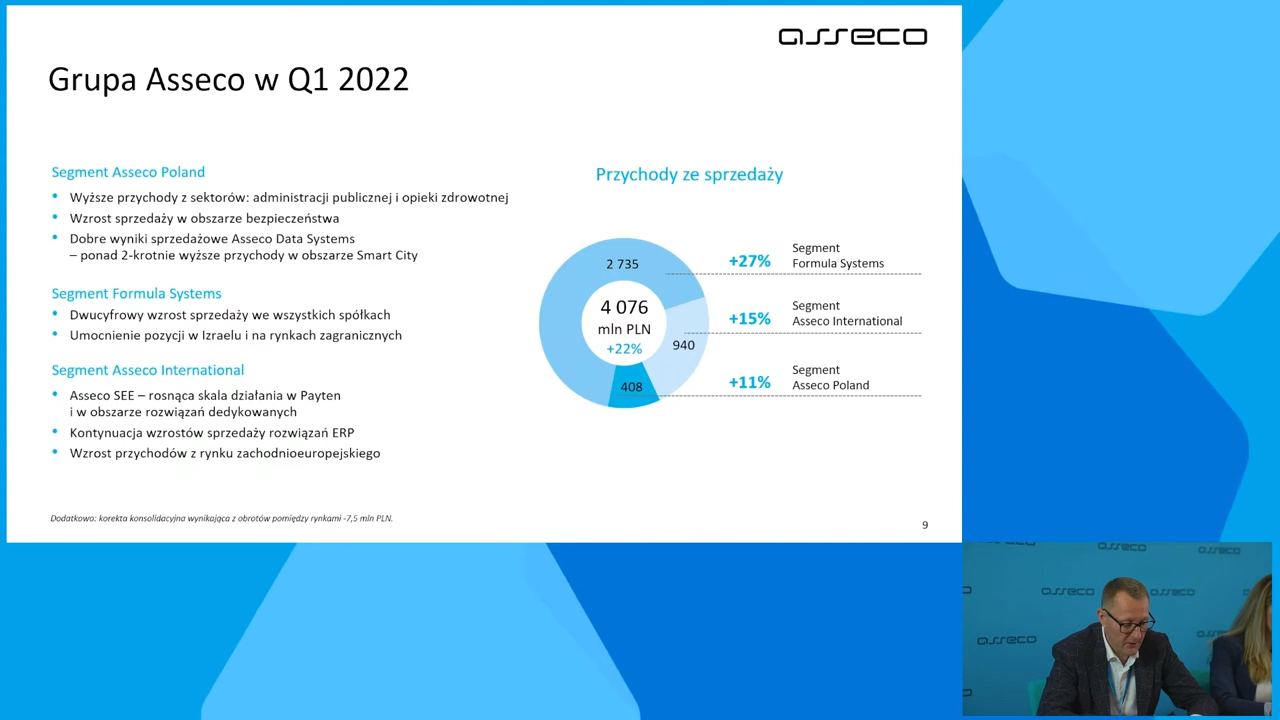 asseco
Grupa Asseco w Q1 2022
Segment Asseco Poland
• Wyższe przychody z sektorów: administracji publicznej i opieki zdrowotnej
• Wzrost sprzedaży w obszarze bezpieczeństwa
• Dobre wyniki sprzedażowe Asseco Data Systems
– ponad 2-krotnie wyższe przychody w obszarze Smart City
Segment Formula Systems
• Dwucyfrowy wzrost sprzedaży we wszystkich spółkach
• Umocnienie pozycji w Izraelu i na rynkach zagranicznych
Segment Asseco International
• Asseco SEE – rosnąca skala działania w Payten
i w obszarze rozwiązań dedykowanych
• Kontynuacja wzrostów sprzedaży rozwiązań ERP
• Wzrost przychodów z rynku zachodnioeuropejskiego
Przychody ze sprzedaży
2 735
4 076
mln PLN
+22%
940
408
+27%
Segment
Formula Systems
+15%
Segment
Asseco International
+11%
Segment
Asseco Poland
Dodatkowo: korekta konsolidacyjna wynikająca z obrotów pomiędzy rynkami -7,5 mln PLN.
9
asseco
asseco
asseco
asseco
asseco